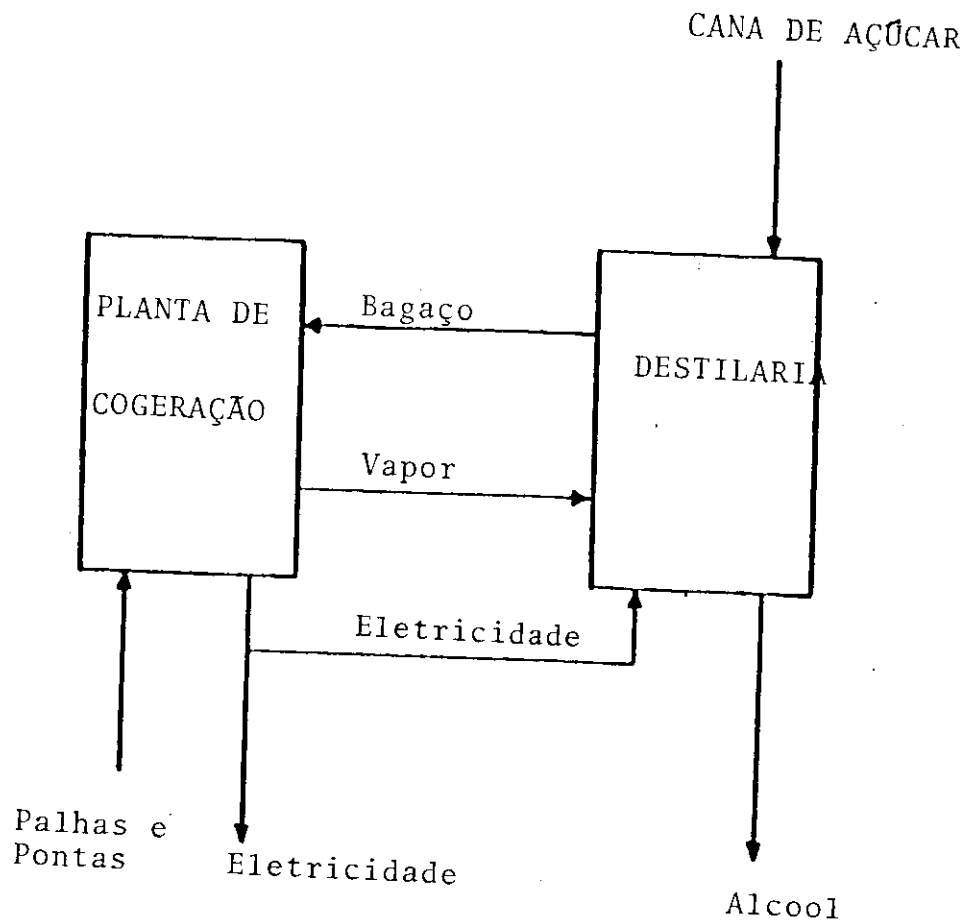 CANA DE AÇÚCAR
PLANTA DE
COGERAÇÃO
Bagaço
DESTILARIA
Vapor
Eletricidade
Palhas e
Pontas
Eletricidade
Alcool